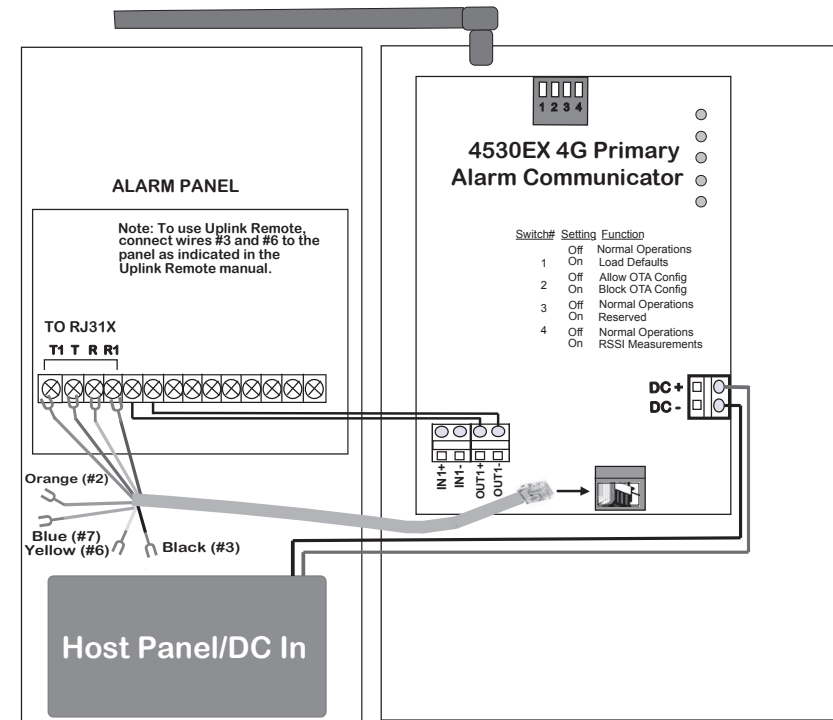 1 2 3 4
4530EX 4G Primary
Alarm Communicator
Switch# Setting Function
Off Normal Operations
1 On Load Defaults
Off Allow OTA Config
2 On Block OTA Config
3 Off Normal Operations
On Reserved
4 Off Normal Operations
On RSSI Measurements
DC +
DC -
IN1+
IN1-
OUT1+
OUT1-
ALARM PANEL
Note: To use Uplink Remote,
connect wires #3 and #6 to the
panel as indicated in the
Uplink Remote manual.
TO RJ31X
T1 T R R1
Orange (#2)
Blue (#7)
Yellow (#6)
Black (#3)
Host Panel/DC In